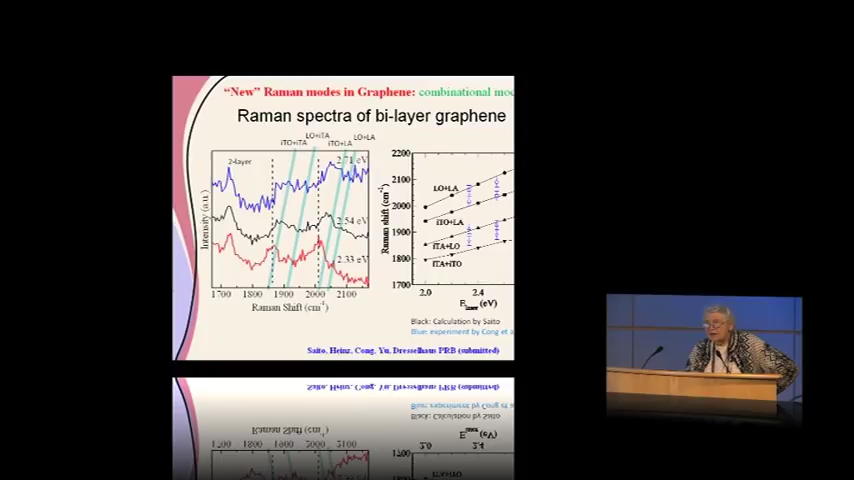 "New" Raman modes in Graphene: combinational mo
Raman spectra of bi-layer graphene
LO+iTA LO+LA
iTO+iTA iTO+LA
2-layer
2.71 eV
2.54 eV
2.33 eV
Intensity (a.u.)
1700 1800 1900 2000 2100
Raman Shift (cm-1)
2200
2100
2000
1900
1800
1700
Raman shift (cm-1)
LO+LA
iTO+LA
iTA+LO
iTA+iTO
2.0 2.4
Elaser (eV)
Black: Calculation by Saito
Blue: experiment by Cong et a
Saito, Heinz, Cong, Yu, Dresselhaus PRB (submitted)